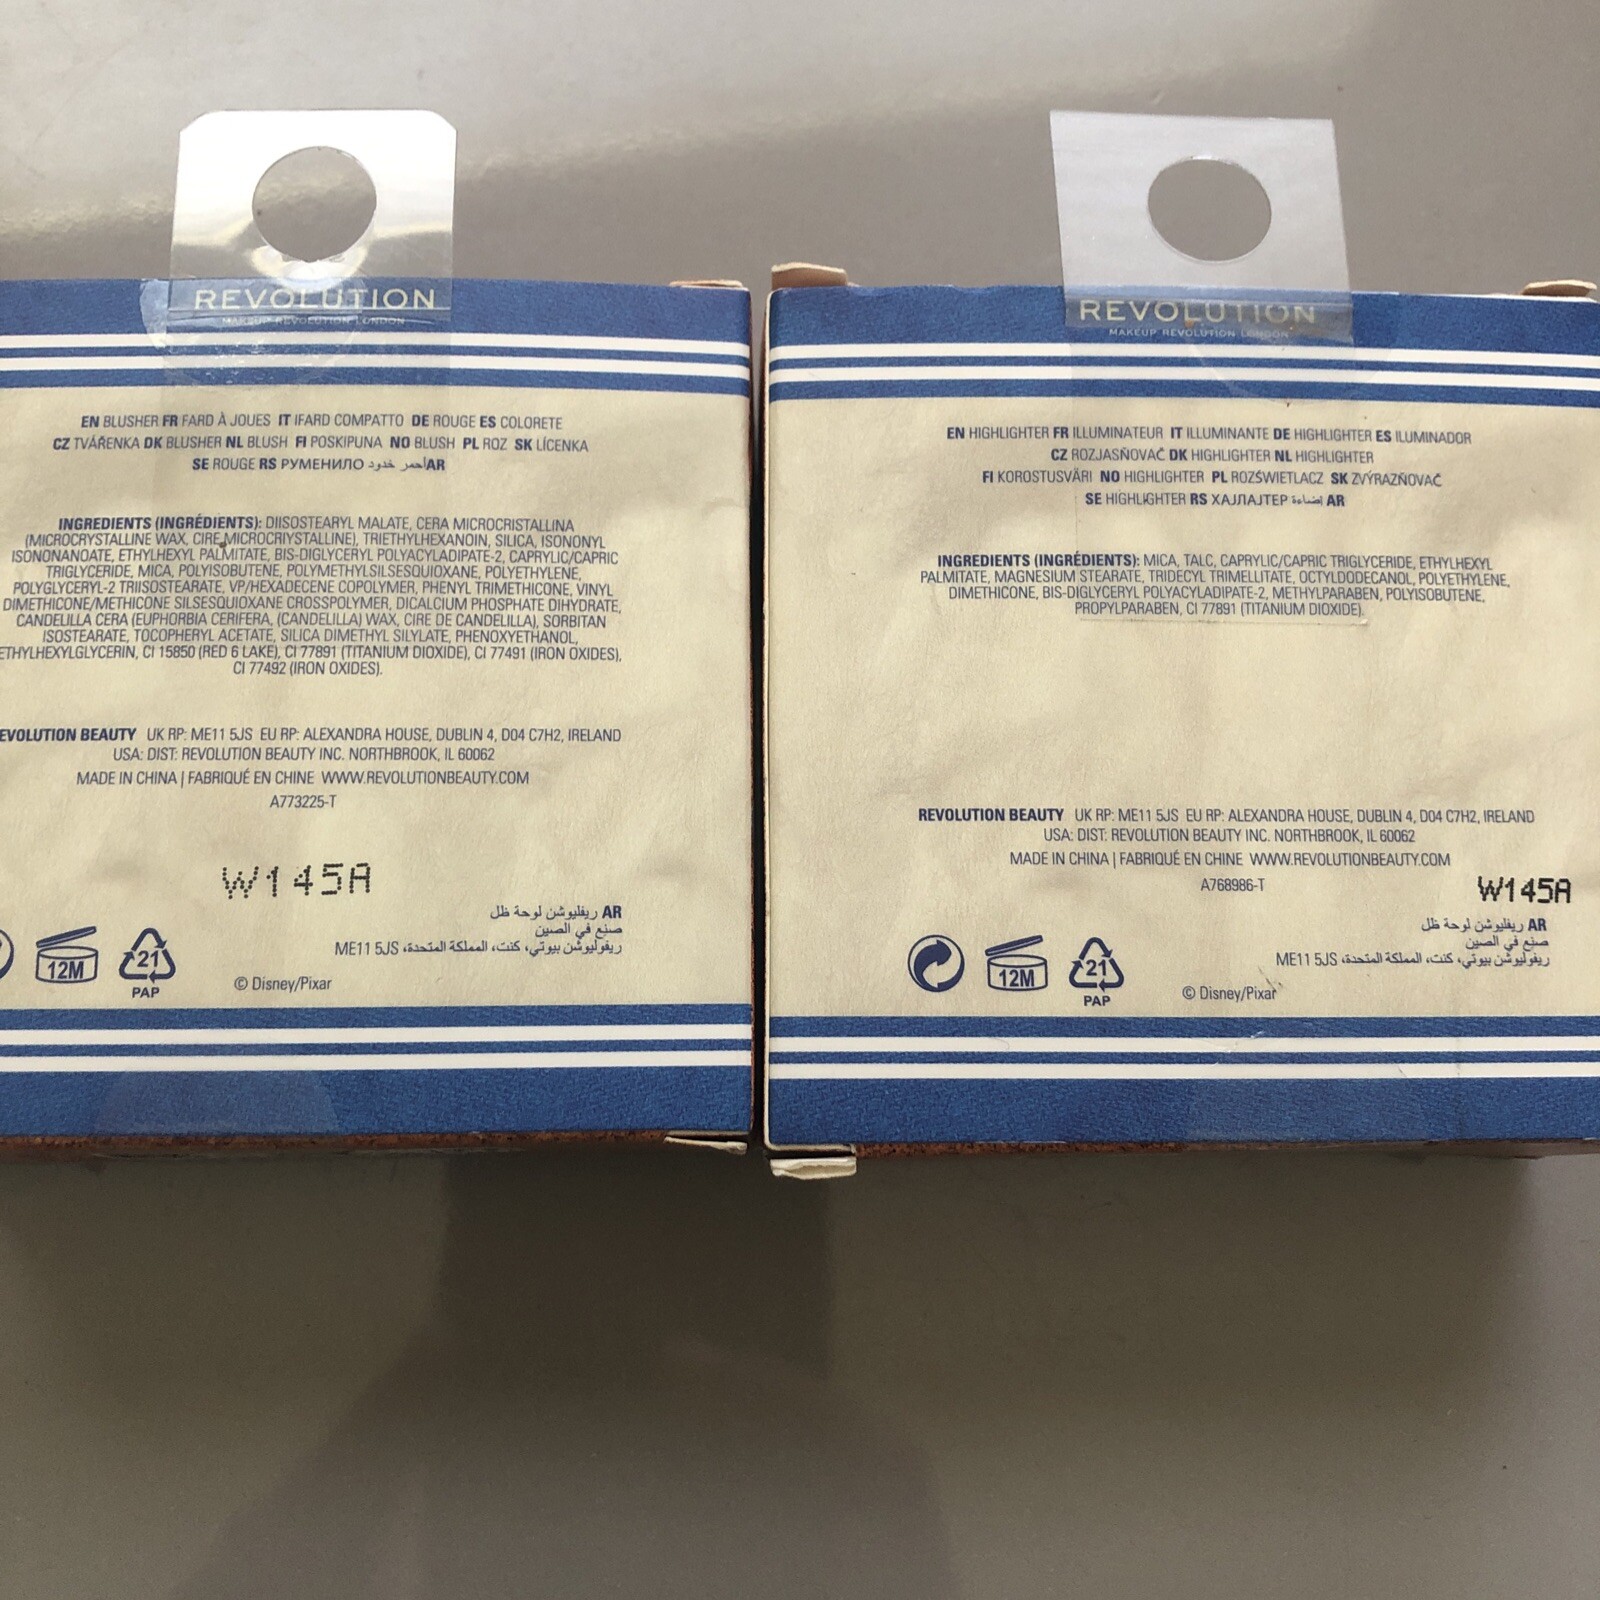 REVOLUTION
MAKEUP REVOLUTION LONDON
EN BLUSHER FR FARD À JOUES IT IFARD COMPATTO DE ROUGE ES COLORETE
CZ TVÁŘENKA DK BLUSHER NL BLUSH FI POSKIPUNA NO BLUSH PL ROZ SK LÍCENKA
SE ROUGE RS РУМЕНИЛО أحمر خدود AR
INGREDIENTS (INGRÉDIENTS): DIISOSTEARYL MALATE, CERA MICROCRISTALLINA
(MICROCRYSTALLINE WAX, CIRE MICROCRIYSTALLINE), TRIETHYLHEXANOIN, SILICA, ISONONYL
ISONONANOATE, ETHYLHEXYL PALMITATE, BIS-DIGLYCERYL POLYACYLADIPATE-2, CAPRYLIC/CAPRIC
TRIGLYCERIDE, MICA, POLYISOBUTENE, POLYMETHYLSILSESQUIOXANE, POLYETHYLENE,
POLYGLYCERYL-2 TRIISOSTEARATE, VP/HEXADECENE COPOLYMER, PHENYL TRIMETHICONE, VINYL
DIMETHICONE/METHICONE SILSESQUIOXANE CROSSPOLYMER, DICALCIUM PHOSPHATE DIHYDRATE,
CANDELILLA CERA (EUPHORBIA CERIFERA, (CANDELILLA) WAX, CIRE DE CANDELILLA), SORBITAN
ISOSTEARATE, TOCOPHERYL ACETATE, SILICA DIMETHYL SILYLATE, PHENOXYETHANOL,
ETHYLHEXYLGLYCERIN, CI 15850 (RED 6 LAKE), CI 77891 (TITANIUM DIOXIDE), CI 77491 (IRON OXIDES),
CI 77492 (IRON OXIDES).
EVOLUTION BEAUTY UK RP: ME11 5JS EU RP: ALEXANDRA HOUSE, DUBLIN 4, D04 C7H2, IRELAND
USA: DIST: REVOLUTION BEAUTY INC. NORTHBROOK, IL 60062
MADE IN CHINA | FABRIQUÉ EN CHINE WWW.REVOLUTIONBEAUTY.COM
A773225-T
W145A
AR ريفليوشن لوحة ظل
صنع في الصين
ريفوليوشن بيوتي، كنت، المملكة المتحدة، ME11 5JS
12M
21
PAP
© Disney/Pixar
REVOLUTION
MAKEUP REVOLUTION LONDON
EN HIGHLIGHTER FR ILLUMINATEUR IT ILLUMINANTE DE HIGHLIGHTER ES ILUMINADOR
CZ ROZJASŇOVAČ DK HIGHLIGHTER NL HIGHLIGHTER
FI KOROSTUSVÄRI NO HIGHLIGHTER PL ROZŚWIETLACZ SK ZVÝRAZŇOVAČ
SE HIGHLIGHTER RS ХАЈЛАЈТЕР إضاءة AR
INGREDIENTS (INGRÉDIENTS): MICA, TALC, CAPRYLIC/CAPRIC TRIGLYCERIDE, ETHYLHEXYL
PALMITATE, MAGNESIUM STEARATE, TRIDECYL TRIMELLITATE, OCTYLDODECANOL, POLYETHYLENE,
DIMETHICONE, BIS-DIGLYCERYL POLYACYLADIPATE-2, METHYLPARABEN, POLYISOBUTENE,
PROPYLPARABEN, CI 77891 (TITANIUM DIOXIDE).
REVOLUTION BEAUTY UK RP: ME11 5JS EU RP: ALEXANDRA HOUSE, DUBLIN 4, D04 C7H2, IRELAND
USA: DIST: REVOLUTION BEAUTY INC. NORTHBROOK, IL 60062
MADE IN CHINA | FABRIQUÉ EN CHINE WWW.REVOLUTIONBEAUTY.COM
A768986-T
W145A
AR ريفليوشن لوحة ظل
صنع في الصين
ريفوليوشن بيوتي، كنت، المملكة المتحدة، ME11 5JS
12M
21
PAP
© Disney/Pixar